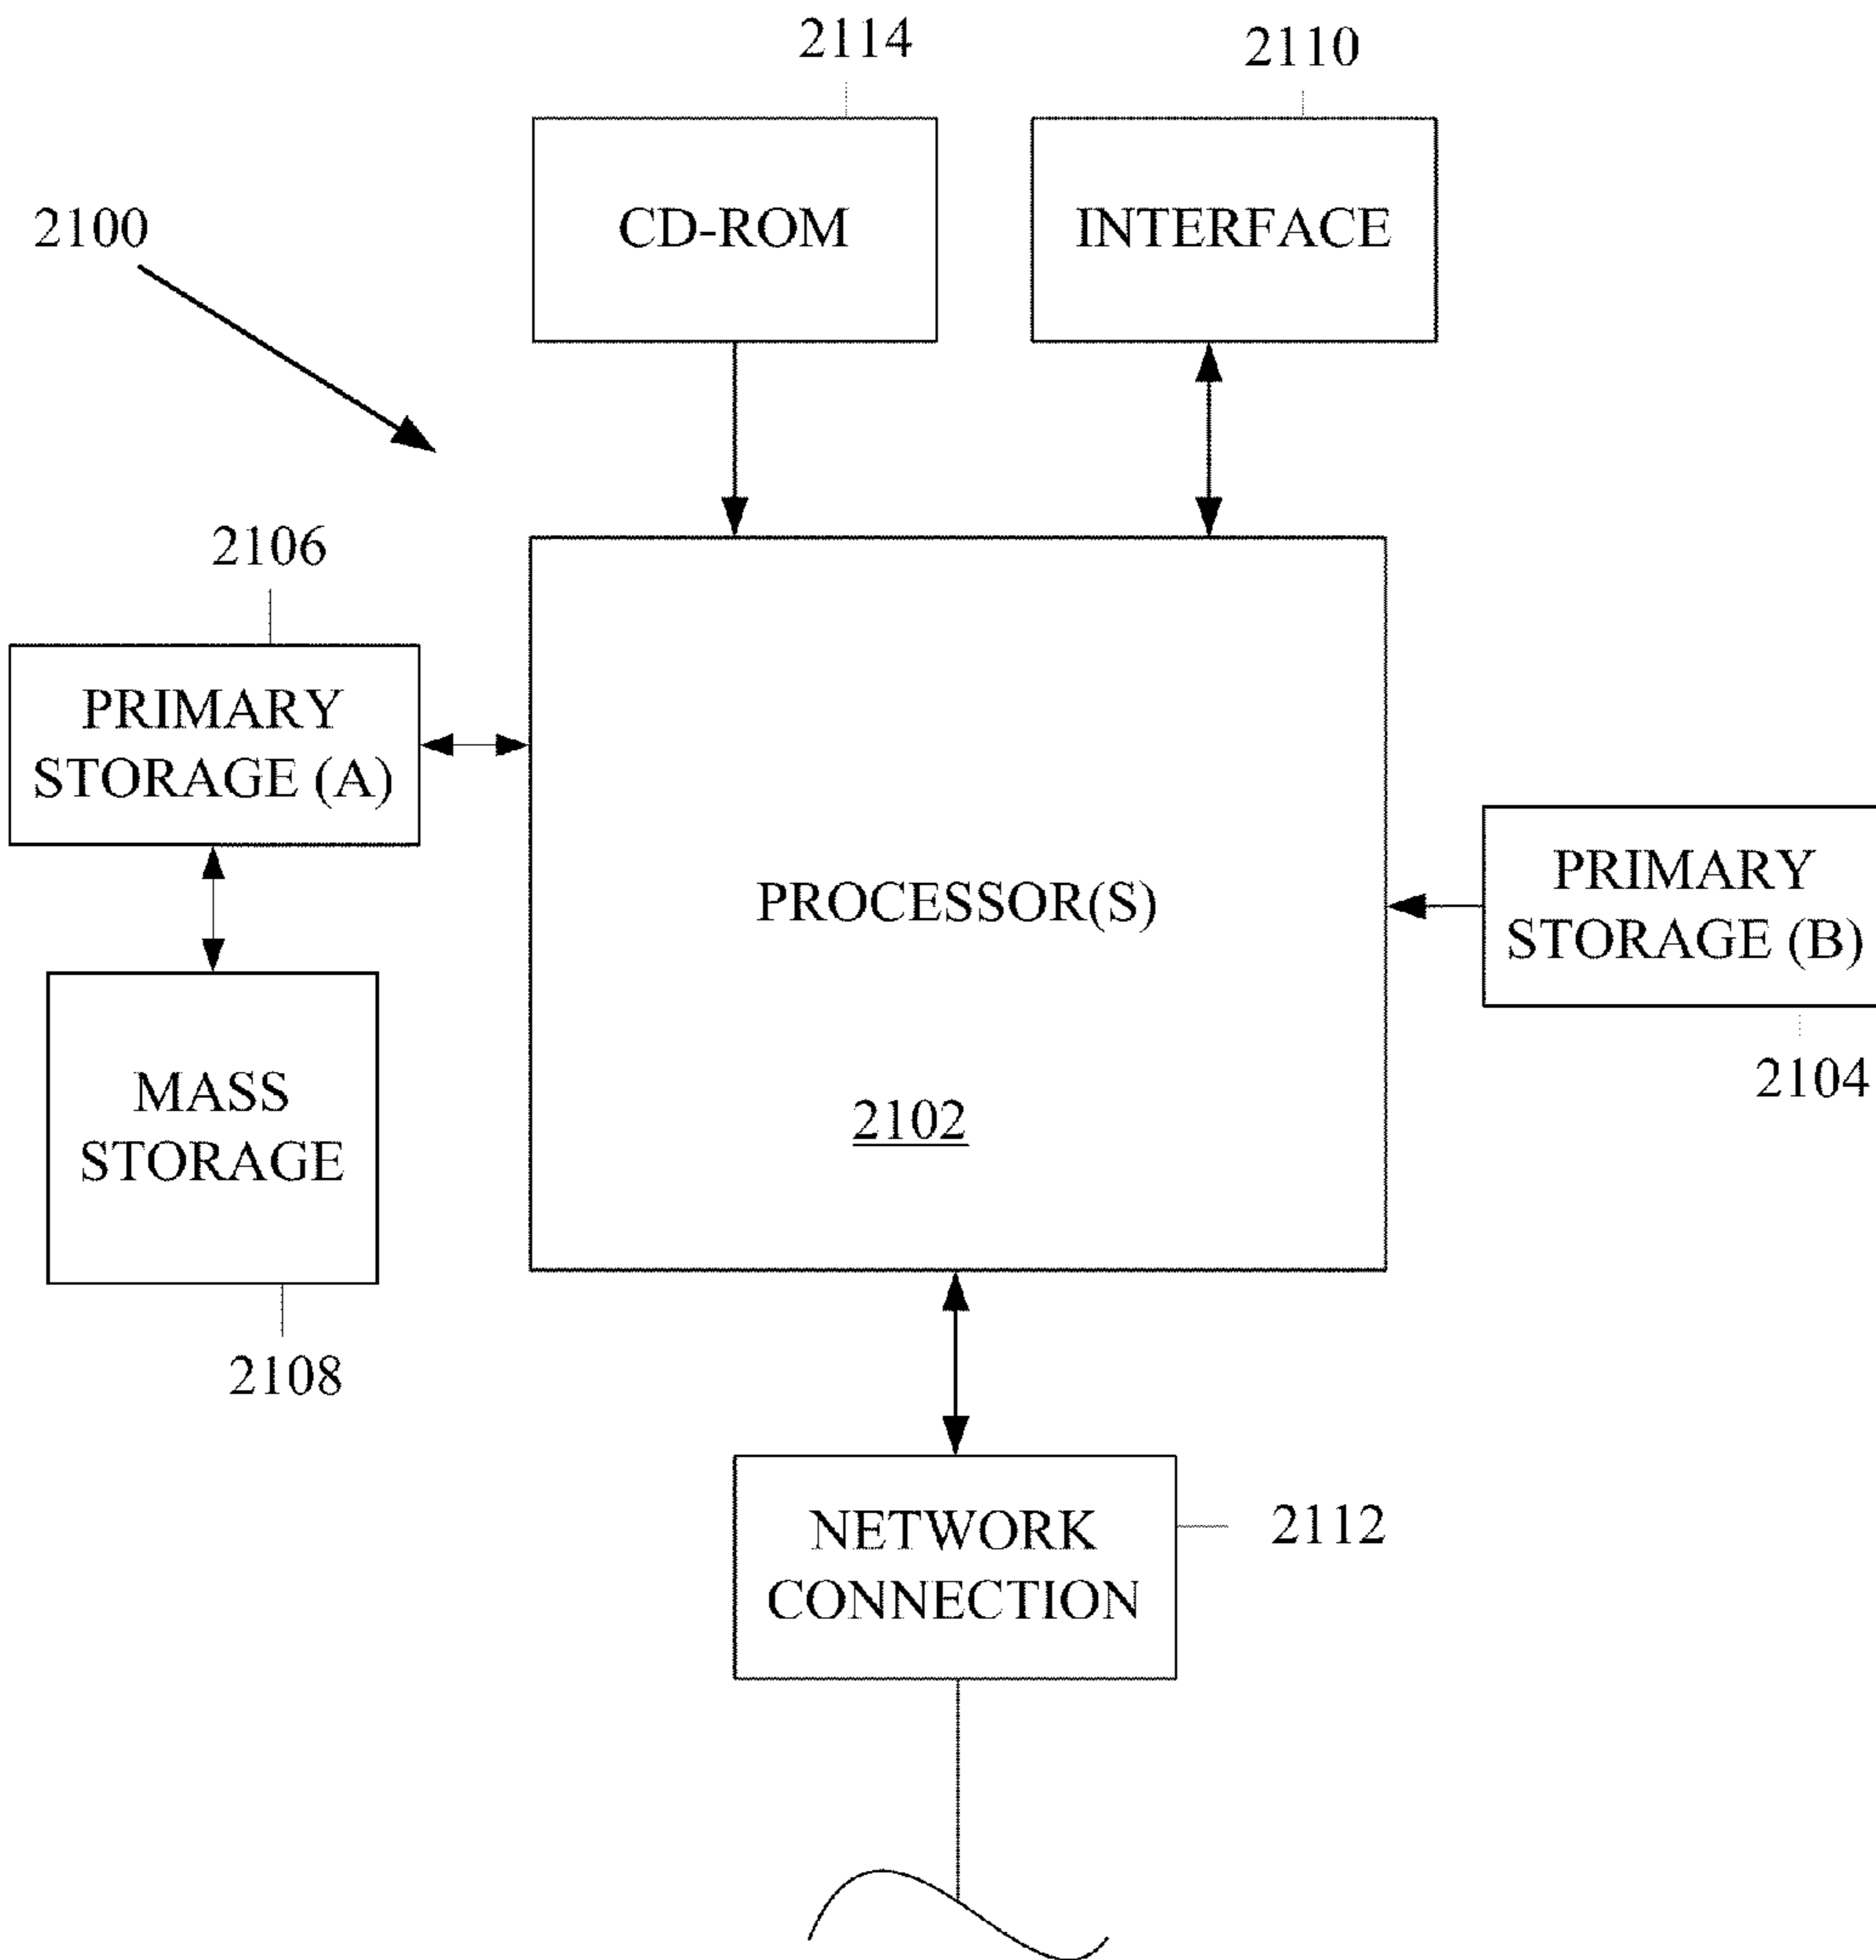 2114
2110
CD-ROM
INTERFACE
2100
2106
PRIMARY
STORAGE (A)
PROCESSOR(S)
2102
PRIMARY
STORAGE (B)
2104
MASS
STORAGE
2108
NETWORK
CONNECTION
2112